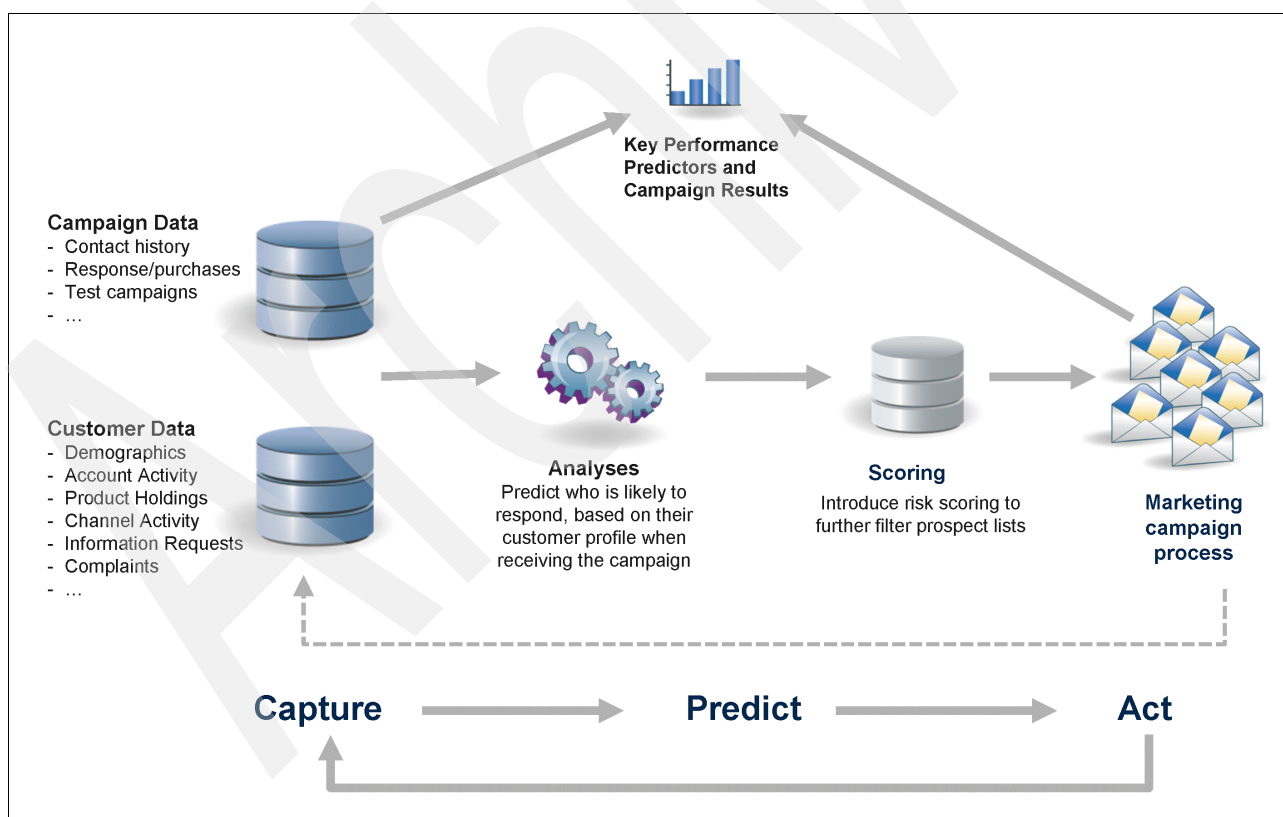 Key Performance
Predictors and
Campaign Results
Campaign Data
- Contact history
- Response/purchases
- Test campaigns
- ...
Customer Data
- Demographics
- Account Activity
- Product Holdings
- Channel Activity
- Information Requests
- Complaints
- ...
Analyses
Predict who is likely to
respond, based on their
customer profile when
receiving the campaign
Scoring
Introduce risk scoring to
further filter prospect lists
Marketing
campaign
process
Capture
Predict
Act